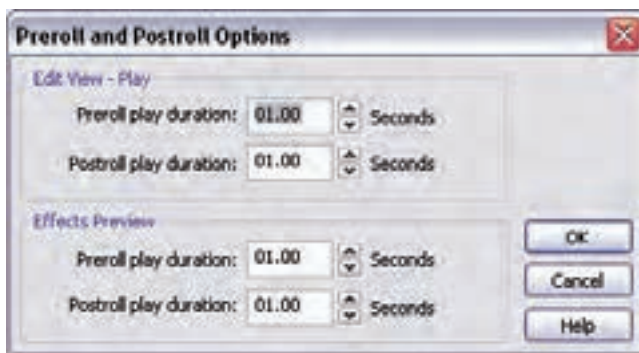 Preroll and Postroll Options
Edit View - Play
Preroll play duration: 01.00 Seconds
Postroll play duration: 01.00 Seconds
Effects Preview
Preroll play duration: 01.00 Seconds
Postroll play duration: 01.00 Seconds
OK
Cancel
Help